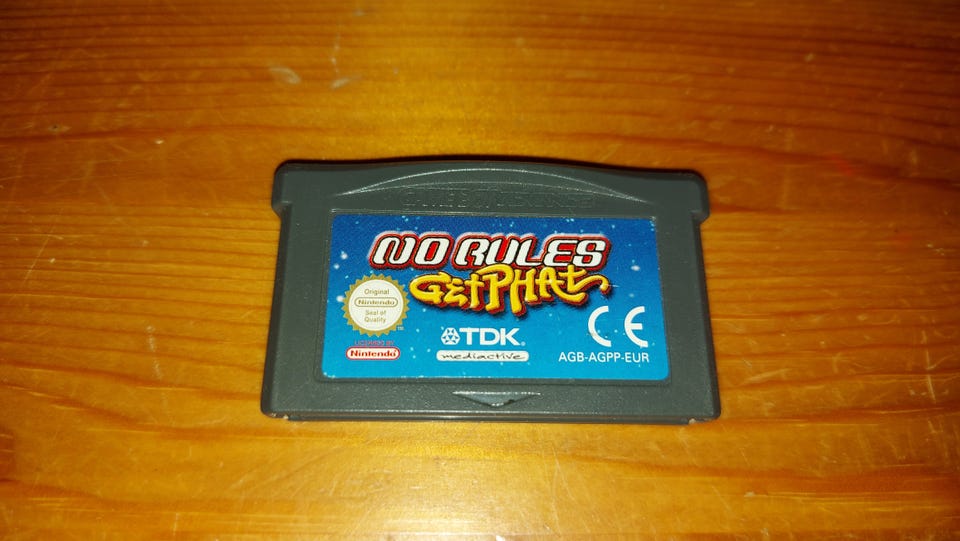 GAME BOY ADVANCE
NO RULES
GET PHAT
Original
Nintendo
Seal of
Quality
TM
LICENSED BY
Nintendo
TDK®
mediactive
CE
AGB-AGPP-EUR